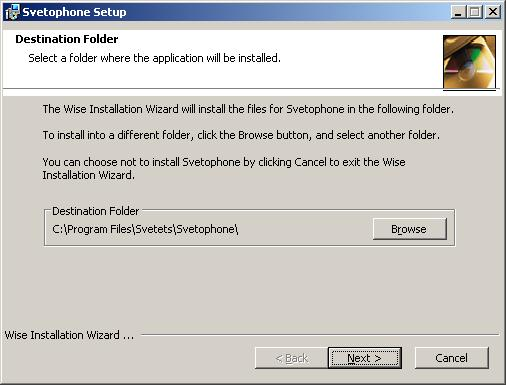 Svetophone Setup
Destination Folder
Select a folder where the application will be installed.
The Wise Installation Wizard will install the files for Svetophone in the following folder.
To install into a different folder, click the Browse button, and select another folder.
You can choose not to install Svetophone by clicking Cancel to exit the Wise
Installation Wizard.
Destination Folder
C:\Program Files\Svetets\Svetophone\
Browse
Wise Installation Wizard ...
< Back
Next >
Cancel